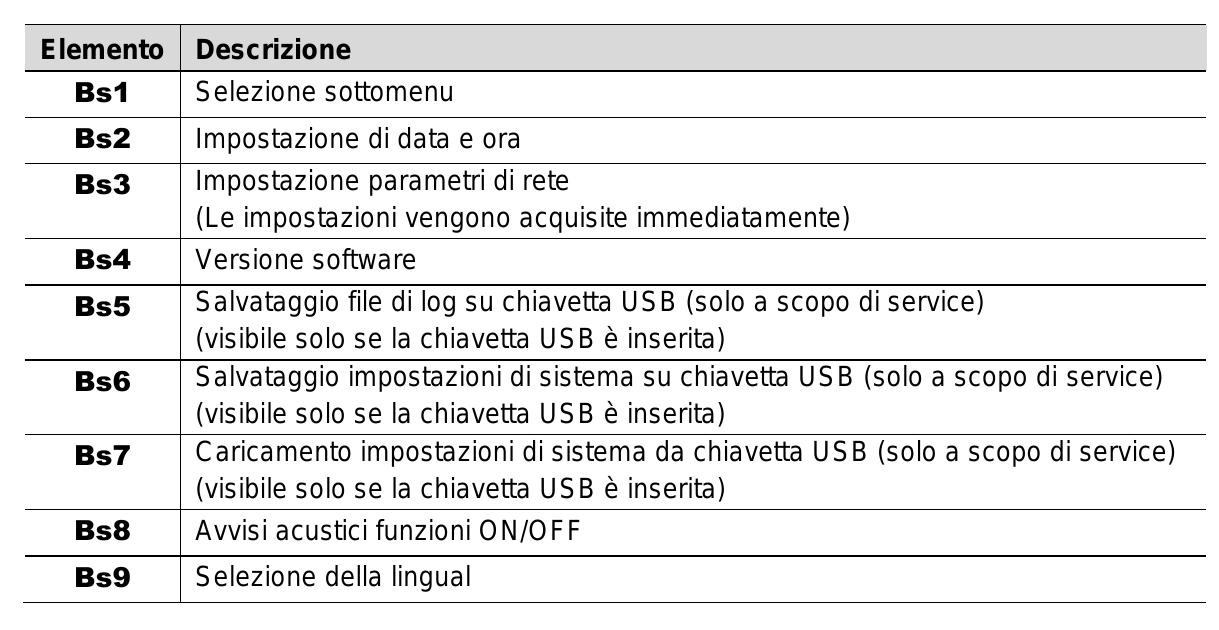 Elemento Descrizione
Bs1 Selezione sottomenu
Bs2 Impostazione di data e ora
Bs3 Impostazione parametri di rete
(Le impostazioni vengono acquisite immediatamente)
Bs4 Versione software
Bs5 Salvataggio file di log su chiavetta USB (solo a scopo di service)
(visibile solo se la chiavetta USB è inserita)
Bs6 Salvataggio impostazioni di sistema su chiavetta USB (solo a scopo di service)
(visibile solo se la chiavetta USB è inserita)
Bs7 Caricamento impostazioni di sistema da chiavetta USB (solo a scopo di service)
(visibile solo se la chiavetta USB è inserita)
Bs8 Avvisi acustici funzioni ON/OFF
Bs9 Selezione della lingual